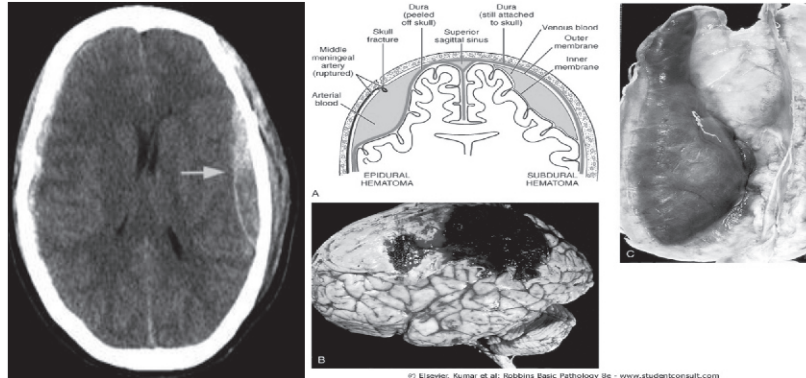 Dura
(peeled
off skull)
Superior
sagittal sinus
Dura
(still attached
to skull)
Skull
fracture
Venous blood
Outer
membrane
Inner
membrane
Middle
meningeal
artery
(ruptured)
Arterial
blood
EPIDURAL
HEMATOMA
SUBDURAL
HEMATOMA
A
B
C
© Elsevier. Kumar et al: Robbins Basic Pathology 8e - www.studentconsult.com